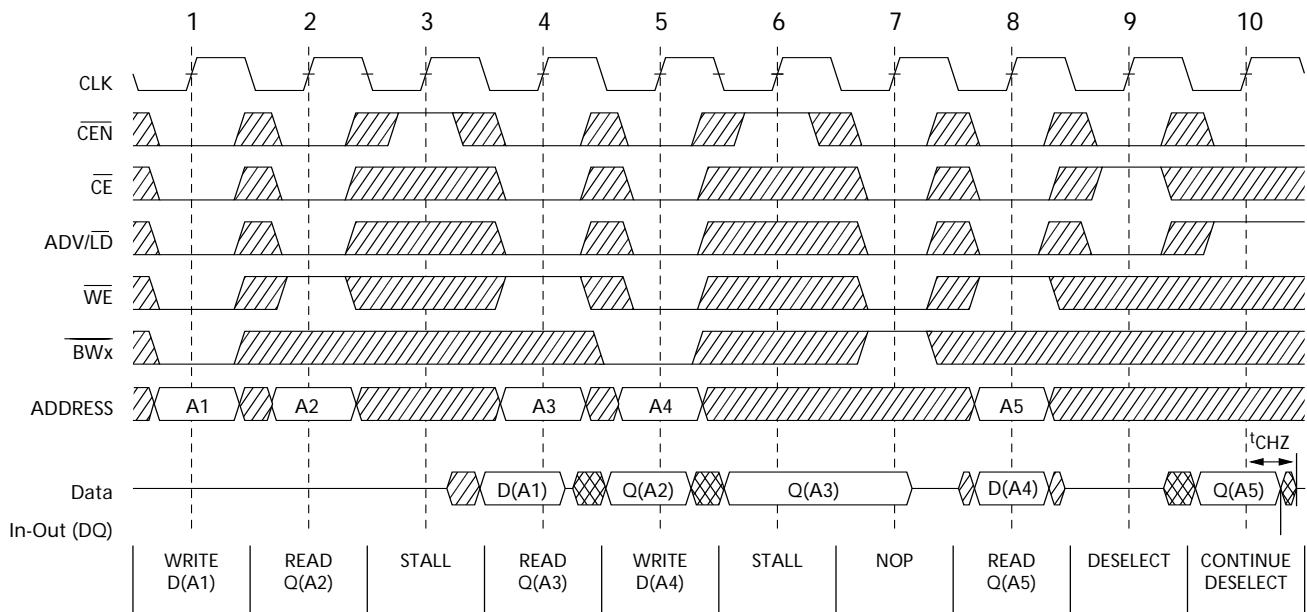 1 2 3 4 5 6 7 8 9 10
CLK
CEN
CE
ADV/LD
WE
BWx
ADDRESS A1 A2 A3 A4 A5
tCHZ
Data D(A1) Q(A2) Q(A3) D(A4) Q(A5)
In-Out (DQ)
WRITE READ STALL READ WRITE STALL NOP READ DESELECT CONTINUE
D(A1) Q(A2) Q(A3) D(A4) Q(A5) DESELECT